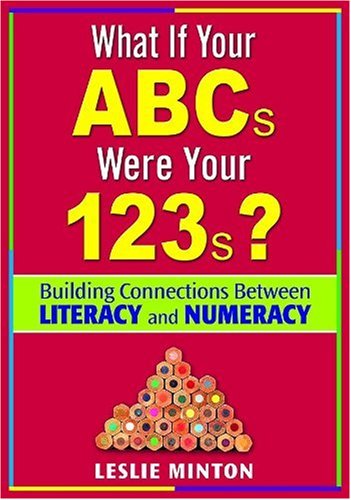 What If Your
ABCs
Were Your
123s?
Building Connections Between
LITERACY and NUMERACY
LESLIE MINTON